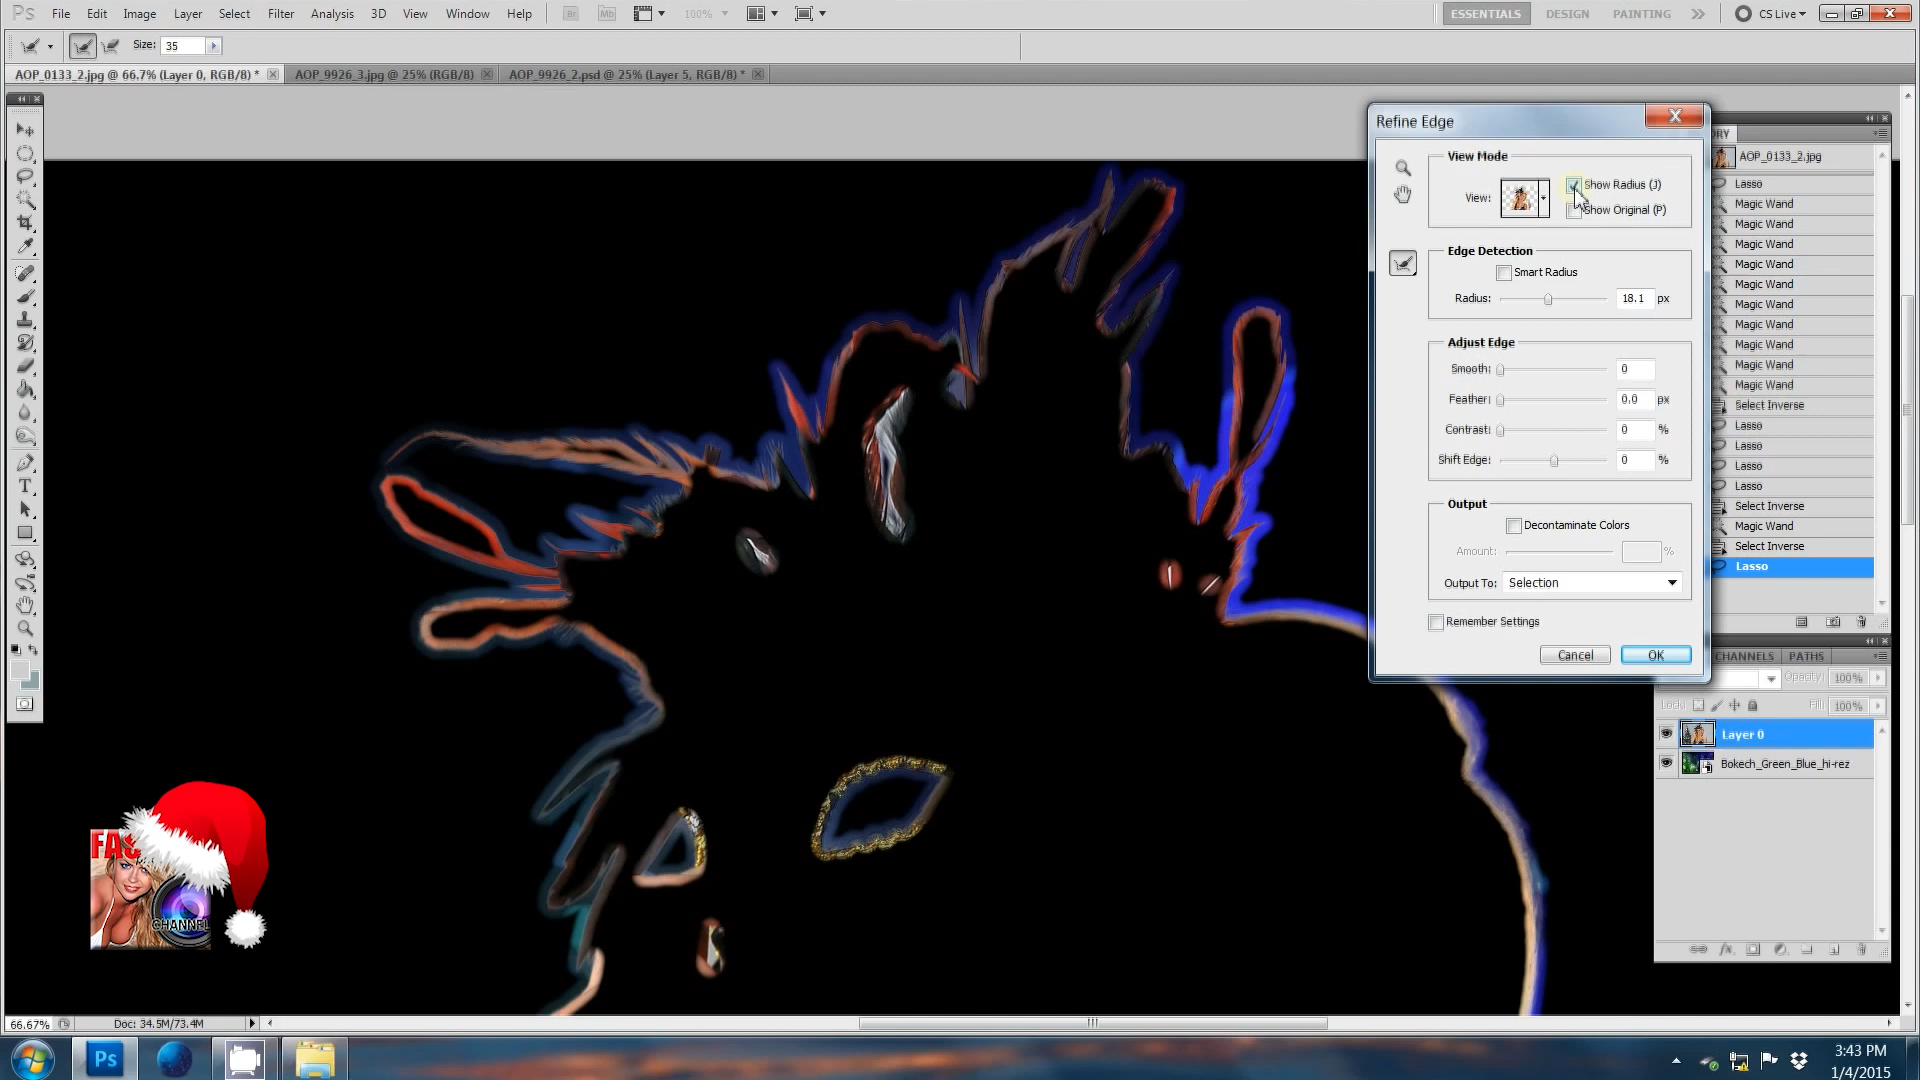 Ps File Edit Image Layer Select Filter Analysis 3D View Window Help Br Mb 100% ESSENTIALS DESIGN PAINTING CS Live
Size: 35
AOP_0133_2.jpg @ 66.7% (Layer 0, RGB/8) * AOP_9926_3.jpg @ 25% (RGB/8) AOP_9926_2.psd @ 25% (Layer 5, RGB/8) *
Refine Edge
View Mode
View:
Show Radius (J)
Show Original (P)
Edge Detection
Smart Radius
Radius: 18.1 px
Adjust Edge
Smooth: 0
Feather: 0.0 px
Contrast: 0 %
Shift Edge: 0 %
Output
Decontaminate Colors
Amount: %
Output To: Selection
Remember Settings
Cancel OK
ORY
AOP_0133_2.jpg
Lasso
Magic Wand
Magic Wand
Magic Wand
Magic Wand
Magic Wand
Magic Wand
Magic Wand
Magic Wand
Magic Wand
Magic Wand
Select Inverse
Lasso
Lasso
Lasso
Lasso
Select Inverse
Magic Wand
Select Inverse
Lasso
CHANNELS PATHS
Opacity: 100%
Lock: Fill: 100%
Layer 0
Bokech_Green_Blue_hi-rez
T
FAS
CHANNEL
66.67% Doc: 34.5M/73.4M
Ps
3:43 PM
1/4/2015